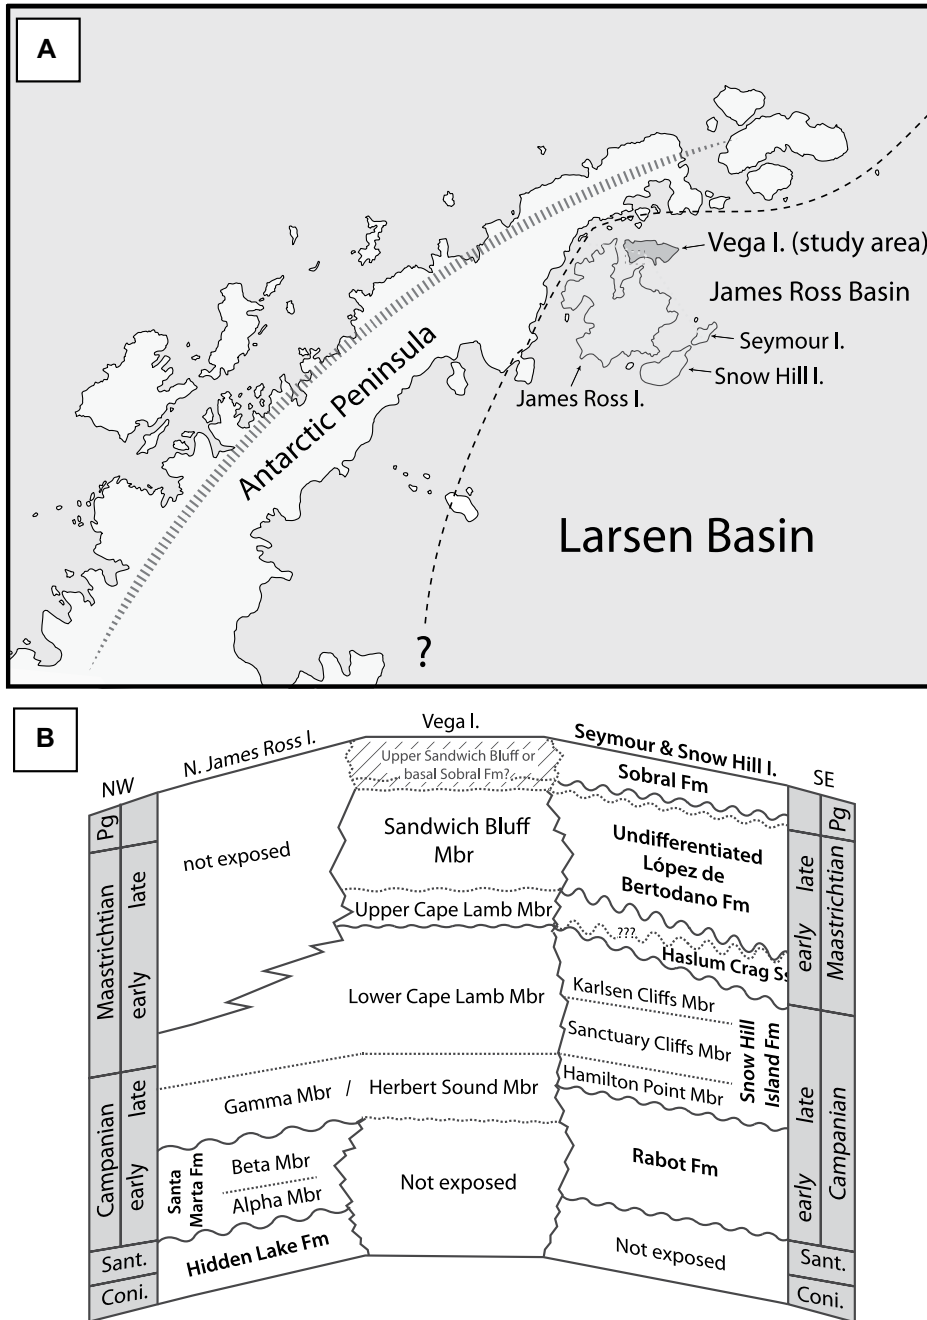 A
Vega I. (study area)
James Ross Basin
Seymour I.
Snow Hill I.
James Ross I.
Antarctic Peninsula
Larsen Basin
?
B
NW
N. James Ross I.
Vega I.
Seymour & Snow Hill I.
SE
Pg
Maastrichtian
late
early
Campanian
late
early
Sant.
Coni.
not exposed
Gamma Mbr /
Santa
Marta Fm
Beta Mbr
Alpha Mbr
Hidden Lake Fm
Upper Sandwich Bluff or
basal Sobral Fm?
Sandwich Bluff
Mbr
Upper Cape Lamb Mbr
Lower Cape Lamb Mbr
Herbert Sound Mbr
Not exposed
Sobral Fm
Undifferentiated
López de
Bertodano Fm
???
Haslum Crag Ss
Karlsen Cliffs Mbr
Sanctuary Cliffs Mbr
Hamilton Point Mbr
Snow Hill
Island Fm
Rabot Fm
Not exposed
Pg
late
early
Maastrichtian
late
early
Campanian
Sant.
Coni.